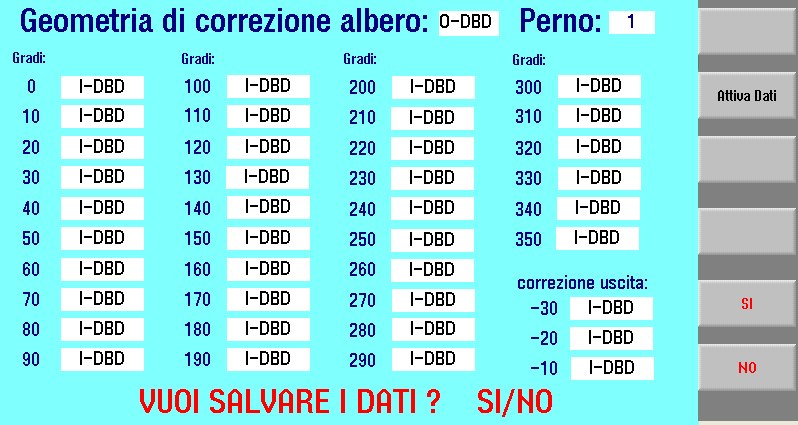 Geometria di correzione albero: O-DBD Perno: 1
Gradi: Gradi: Gradi: Gradi:
0 I-DBD 100 I-DBD 200 I-DBD 300 I-DBD
10 I-DBD 110 I-DBD 210 I-DBD 310 I-DBD Attiva Dati
20 I-DBD 120 I-DBD 220 I-DBD 320 I-DBD
30 I-DBD 130 I-DBD 230 I-DBD 330 I-DBD
40 I-DBD 140 I-DBD 240 I-DBD 340 I-DBD
50 I-DBD 150 I-DBD 250 I-DBD 350 I-DBD
60 I-DBD 160 I-DBD 260 I-DBD correzione uscita:
70 I-DBD 170 I-DBD 270 I-DBD -30 I-DBD SI
80 I-DBD 180 I-DBD 280 I-DBD -20 I-DBD
90 I-DBD 190 I-DBD 290 I-DBD -10 I-DBD NO
VUOI SALVARE I DATI ? SI/NO